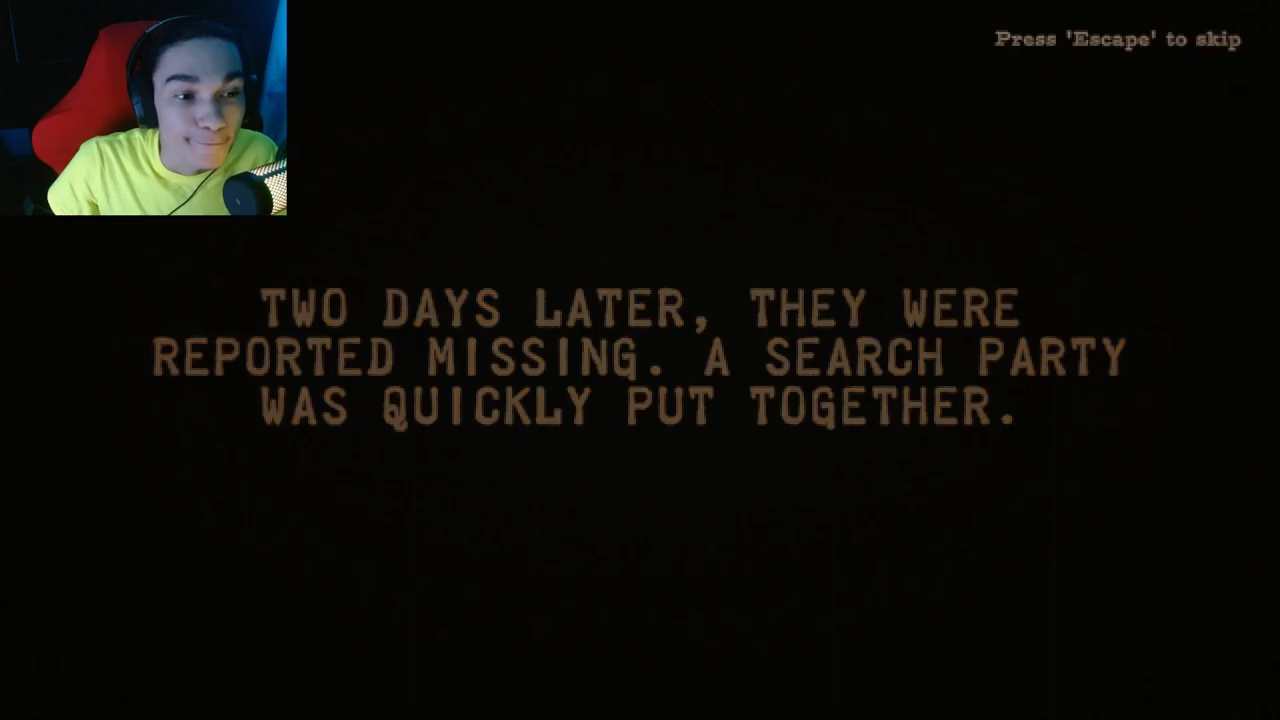 Press 'Escape' to skip
TWO DAYS LATER, THEY WERE
REPORTED MISSING. A SEARCH PARTY
WAS QUICKLY PUT TOGETHER.